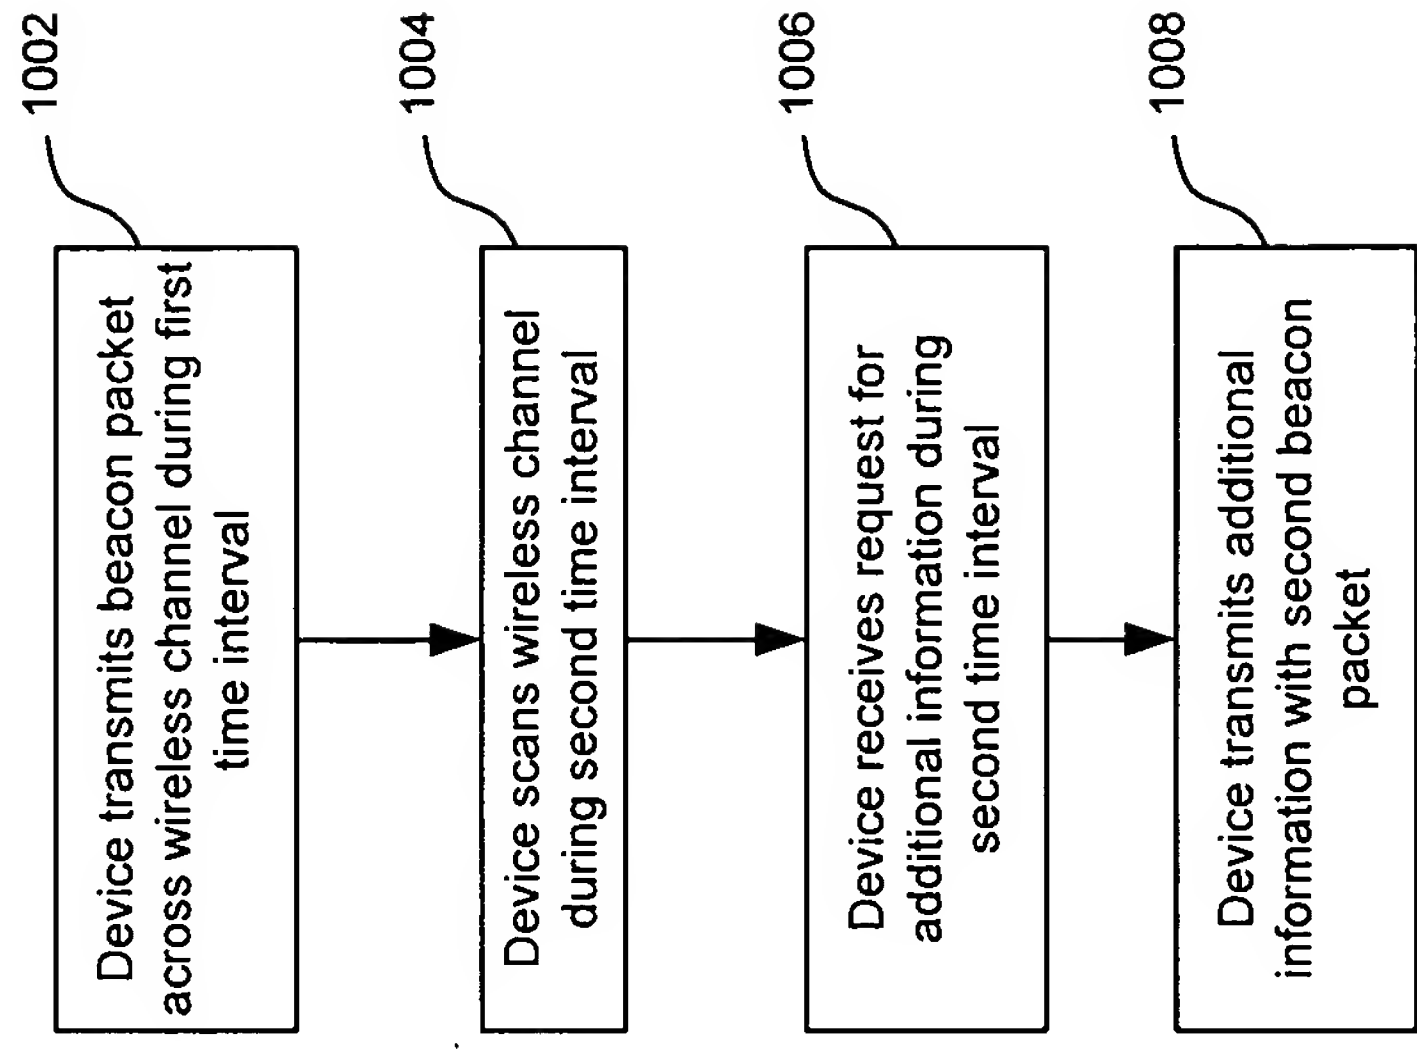 1002
Device transmits beacon packet
across wireless channel during first
time interval
1004
Device scans wireless channel
during second time interval
1006
Device receives request for
additional information during
second time interval
1008
Device transmits additional
information with second beacon
packet